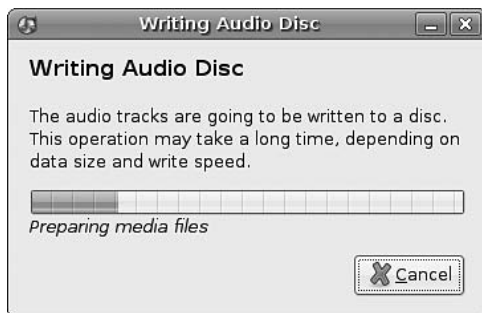 Writing Audio Disc
Writing Audio Disc
The audio tracks are going to be written to a disc.
This operation may take a long time, depending on
data size and write speed.
Preparing media files
Cancel